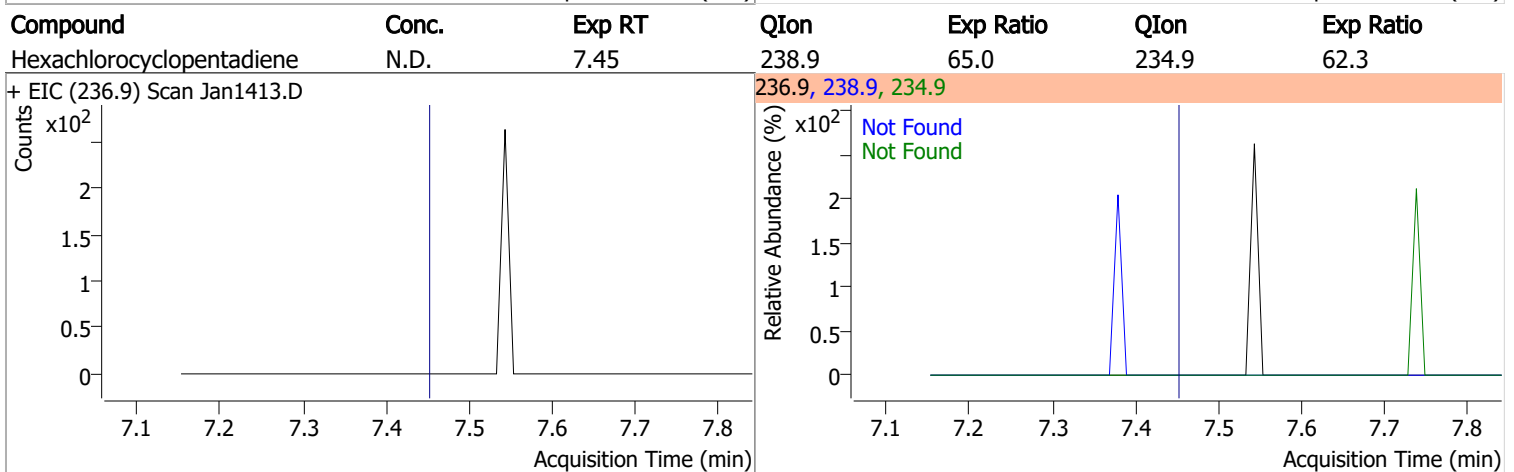 Compound Conc. Exp RT QIon Exp Ratio QIon Exp Ratio
Hexachlorocyclopentadiene N.D. 7.45 238.9 65.0 234.9 62.3
+ EIC (236.9) Scan Jan1413.D
Counts
x10²
2
1.5
1
0.5
0
7.1 7.2 7.3 7.4 7.5 7.6 7.7 7.8
Acquisition Time (min)
236.9, 238.9, 234.9
Relative Abundance (%)
x10²
Not Found
Not Found
2
1.5
1
0.5
0
7.1 7.2 7.3 7.4 7.5 7.6 7.7 7.8
Acquisition Time (min)